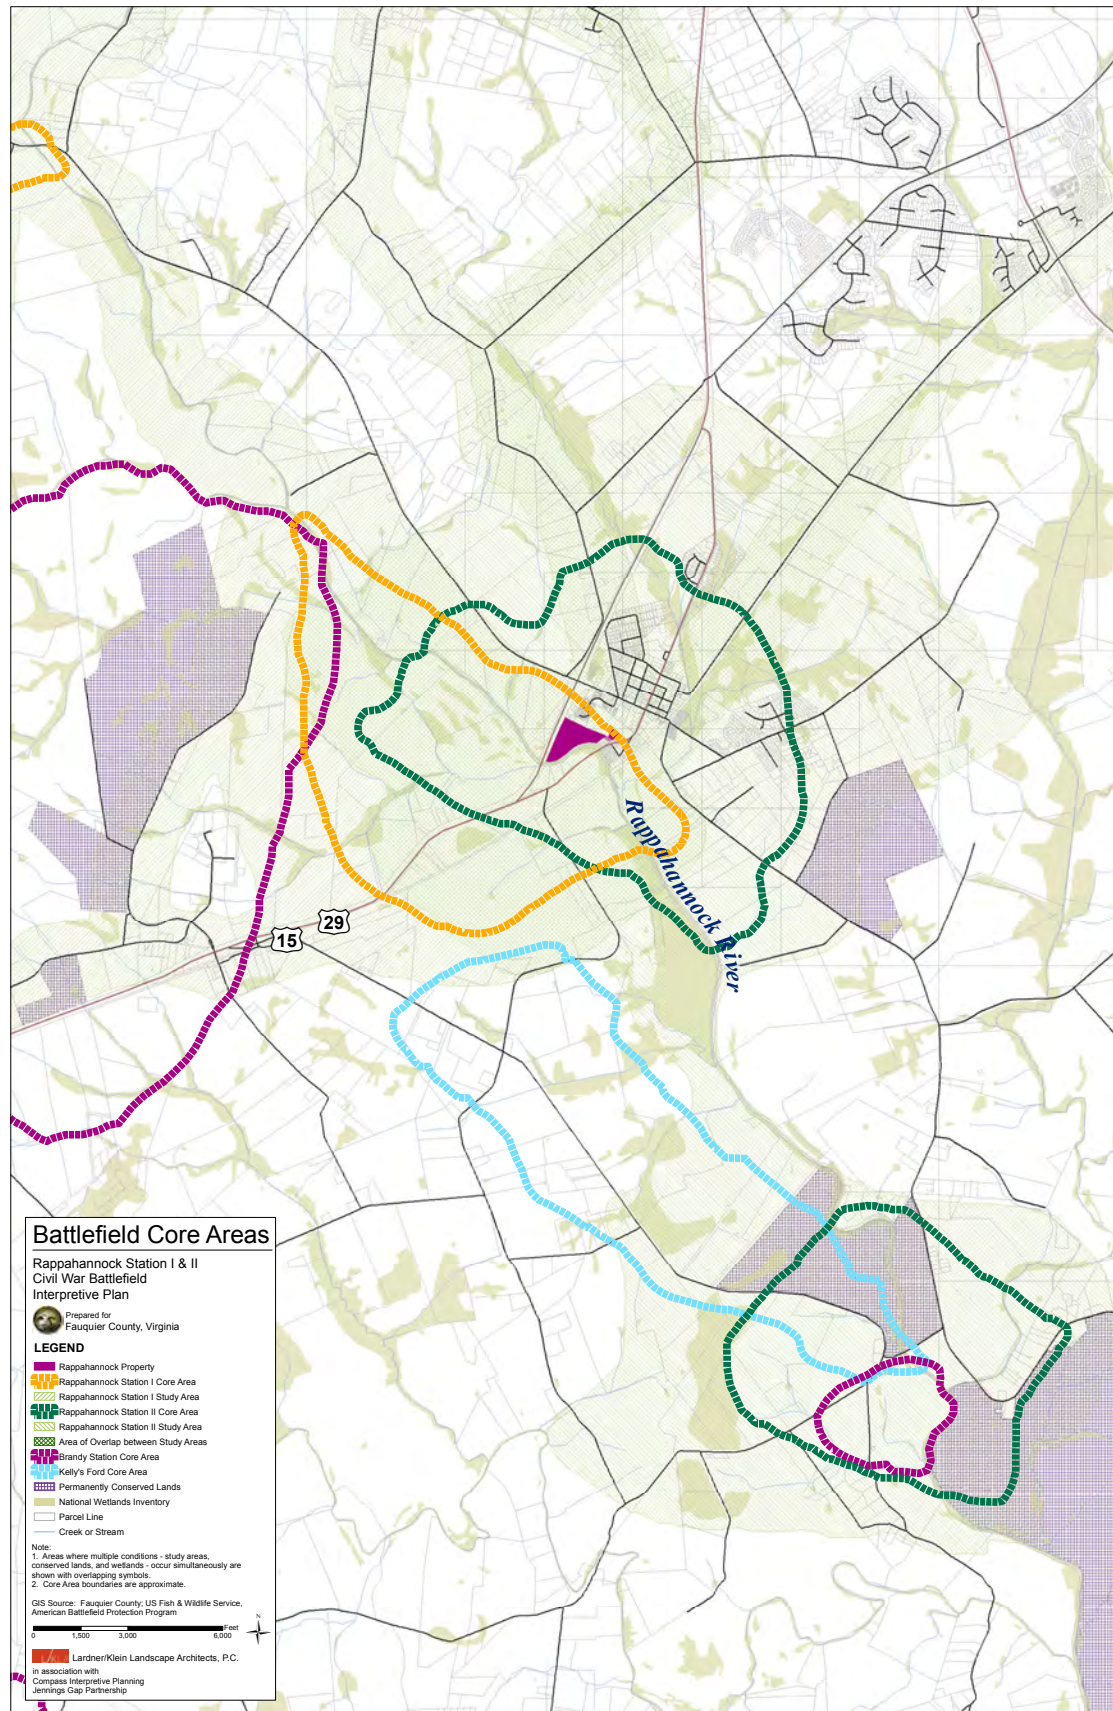 Rappahannock River
29
15
Battlefield Core Areas
Rappahannock Station I & II
Civil War Battlefield
Interpretive Plan
Prepared for
Fauquier County, Virginia
LEGEND
Rappahannock Property
Rappahannock Station I Core Area
Rappahannock Station I Study Area
Rappahannock Station II Core Area
Rappahannock Station II Study Area
Area of Overlap between Study Areas
Brandy Station Core Area
Kelly's Ford Core Area
Permanently Conserved Lands
National Wetlands Inventory
Parcel Line
Creek or Stream
Note:
1. Areas where multiple conditions - study areas,
conserved lands, and wetlands - occur simultaneously are
shown with overlapping symbols.
2. Core Area boundaries are approximate.
GIS Source: Fauquier County; US Fish & Wildlife Service,
American Battlefield Protection Program
N
Feet
0 1,500 3,000 6,000
Lardner/Klein Landscape Architects, P.C.
in association with
Compass Interpretive Planning
Jennings Gap Partnership